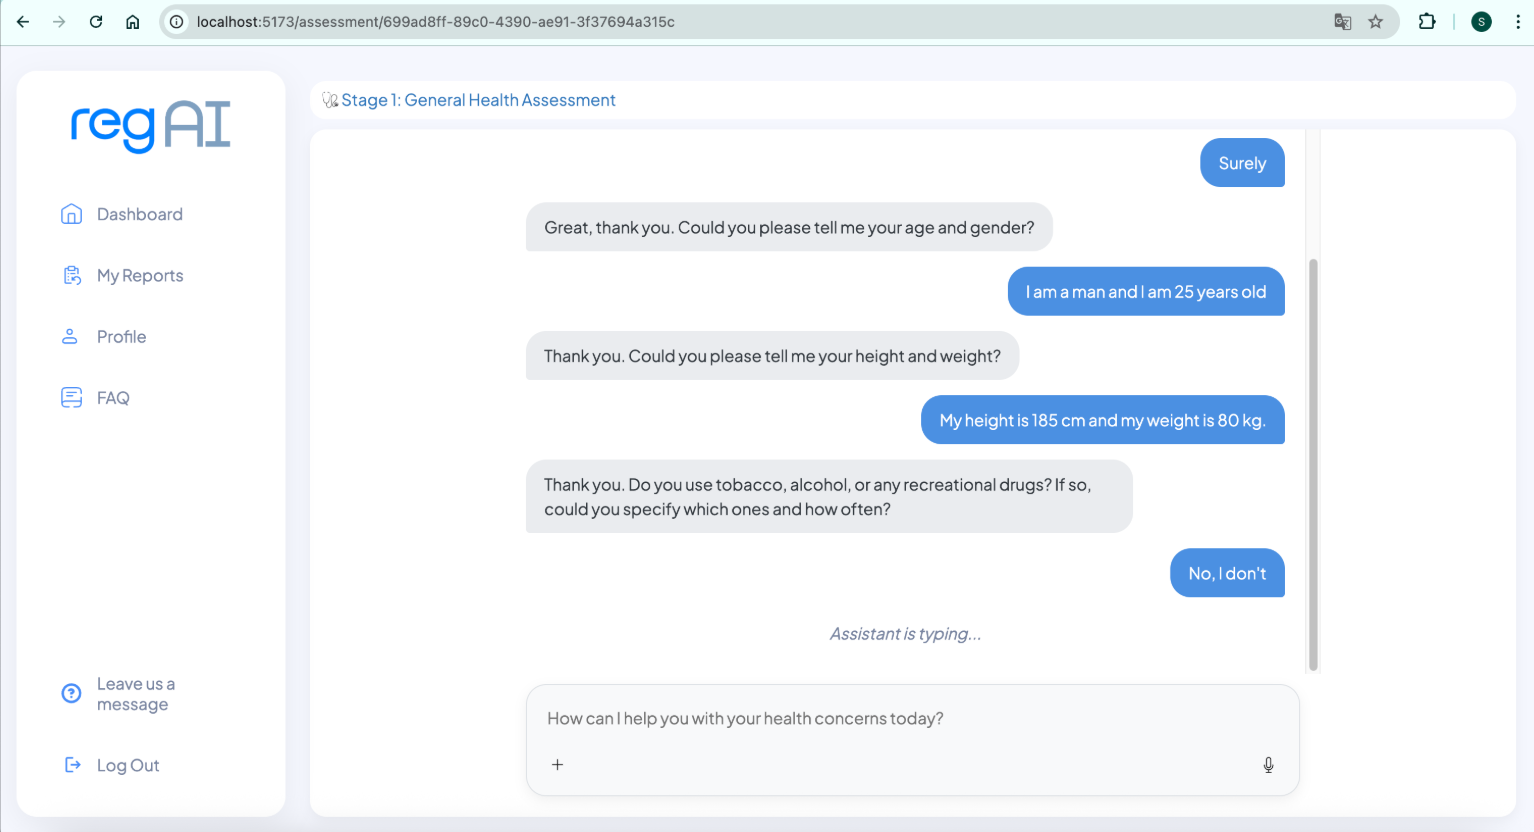 localhost:5173/assessment/699ad8ff-89c0-4390-ae91-3f37694a315c
S
regAI
Dashboard
My Reports
Profile
FAQ
Leave us a
message
Log Out
Stage 1: General Health Assessment
Surely
Great, thank you. Could you please tell me your age and gender?
I am a man and I am 25 years old
Thank you. Could you please tell me your height and weight?
My height is 185 cm and my weight is 80 kg.
Thank you. Do you use tobacco, alcohol, or any recreational drugs? If so,
could you specify which ones and how often?
No, I don't
Assistant is typing...
How can I help you with your health concerns today?
+